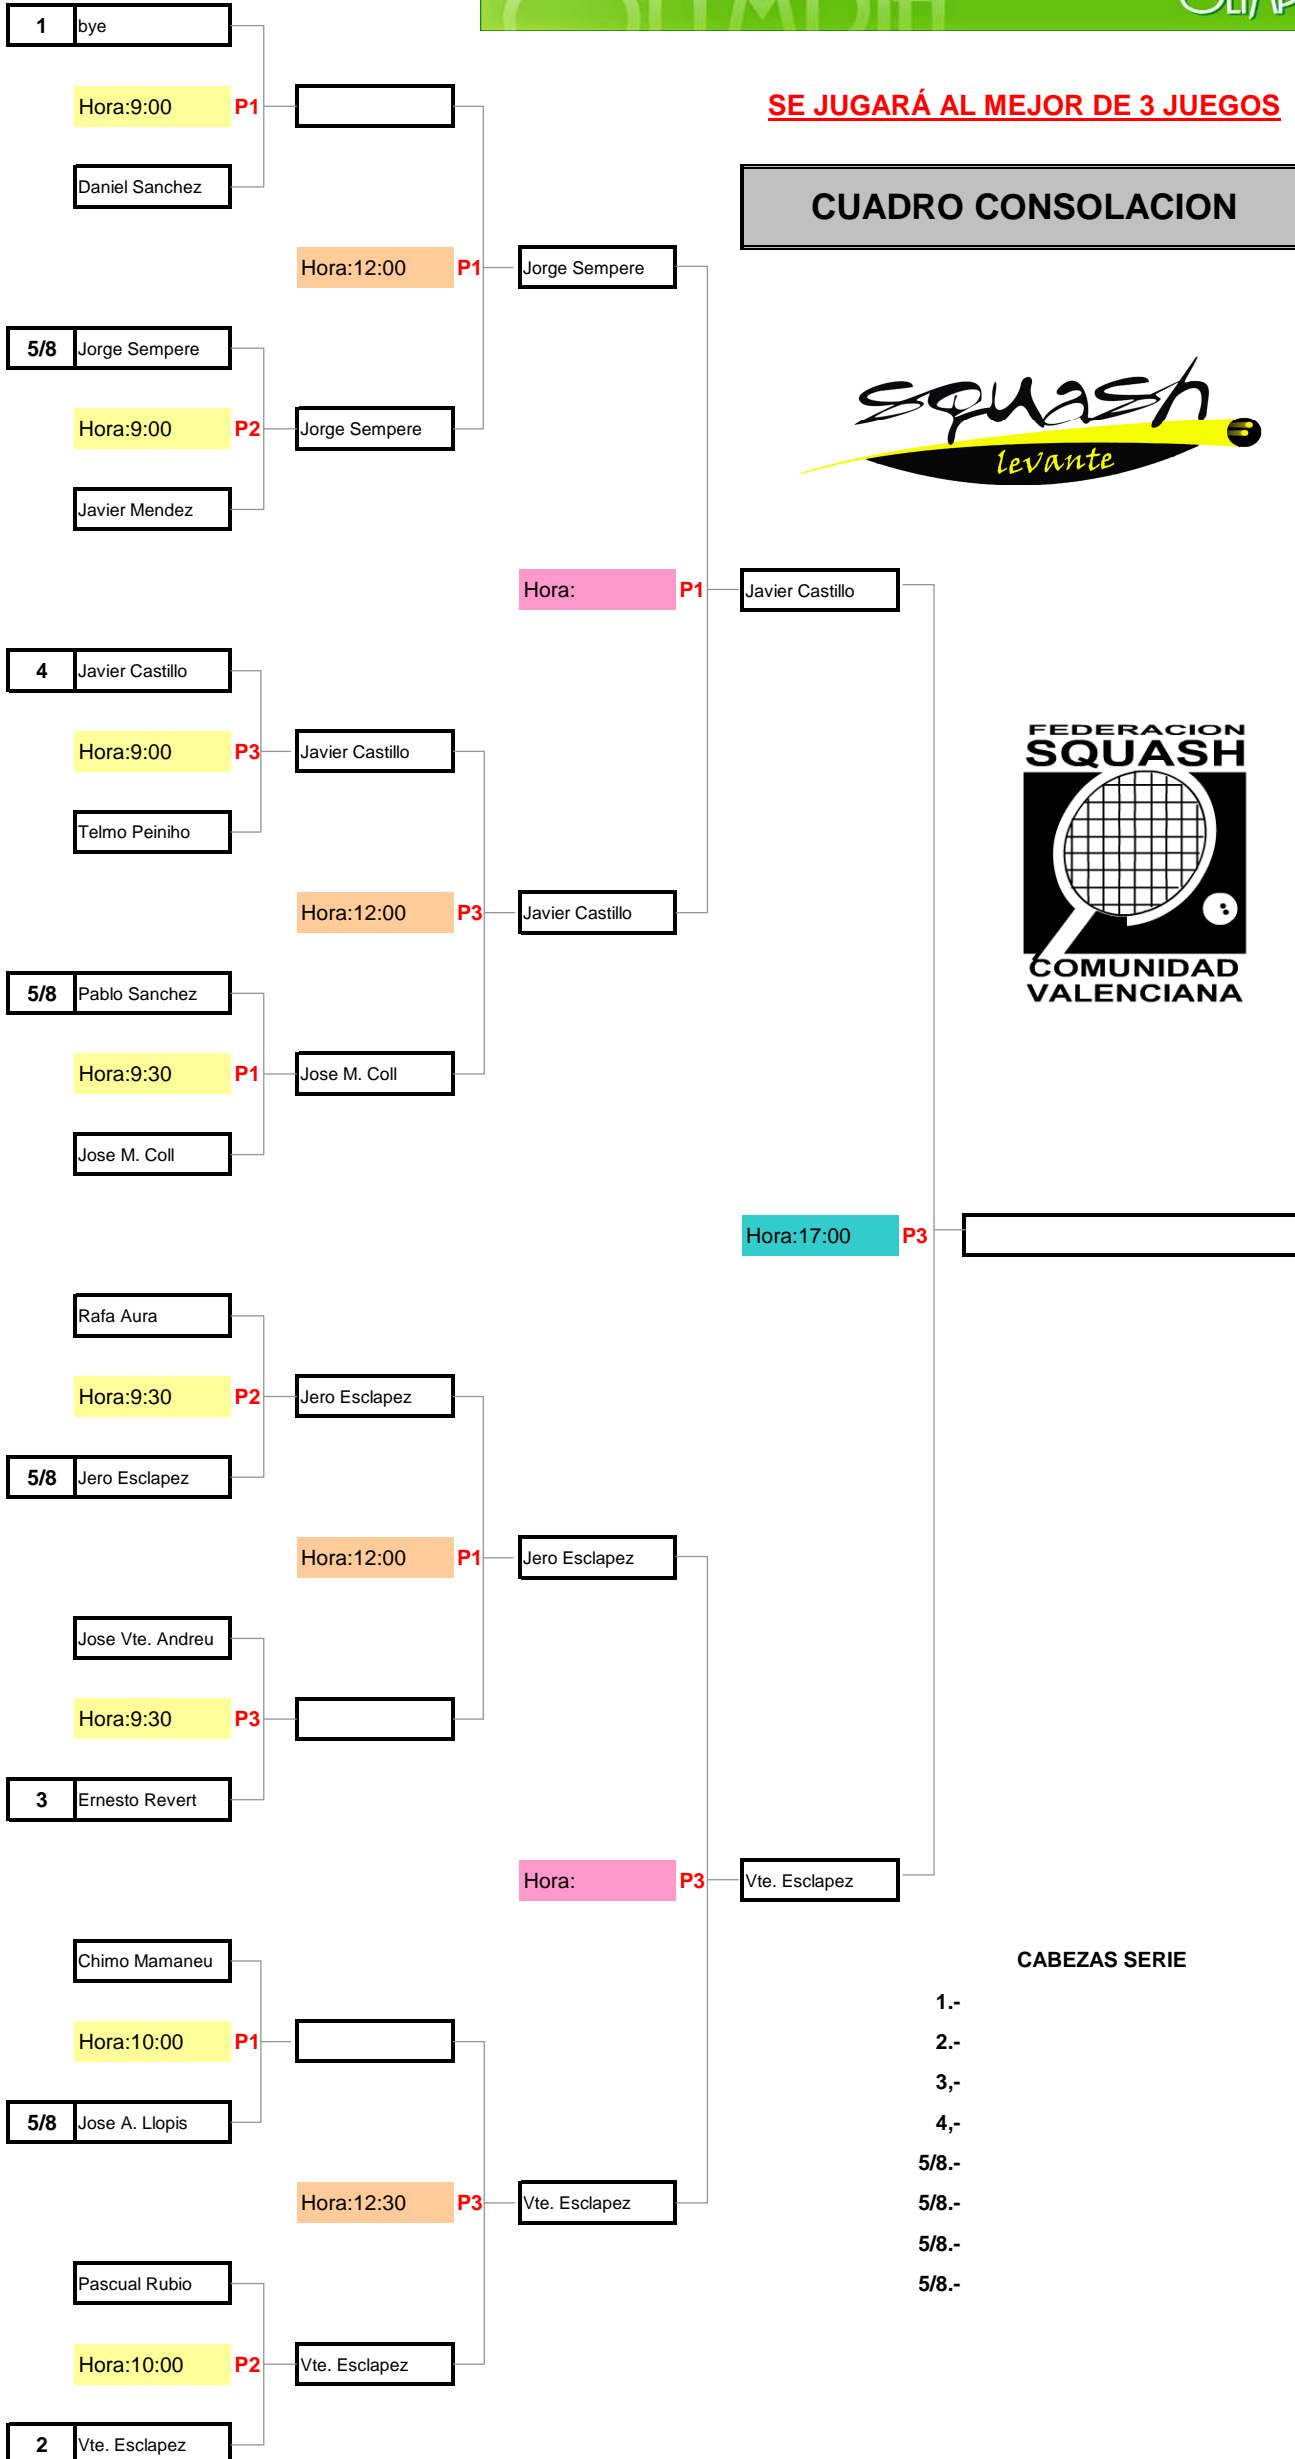 1 bye
Hora:9:00 P1
SE JUGARÁ AL MEJOR DE 3 JUEGOS
Daniel Sanchez
CUADRO CONSOLACION
Hora:12:00 P1 Jorge Sempere
5/8 Jorge Sempere
squash
levante
Hora:9:00 P2 Jorge Sempere
Javier Mendez
Hora: P1 Javier Castillo
4 Javier Castillo
FEDERACION
SQUASH
Hora:9:00 P3 Javier Castillo
Telmo Peiniho
Hora:12:00 P3 Javier Castillo
COMUNIDAD
VALENCIANA
5/8 Pablo Sanchez
Hora:9:30 P1 Jose M. Coll
Jose M. Coll
Hora:17:00 P3
Rafa Aura
Hora:9:30 P2 Jero Esclapez
5/8 Jero Esclapez
Hora:12:00 P1 Jero Esclapez
Jose Vte. Andreu
Hora:9:30 P3
3 Ernesto Revert
Hora: P3 Vte. Esclapez
Chimo Mamaneu
CABEZAS SERIE
1.-
Hora:10:00 P1
2.-
3,-
5/8 Jose A. Llopis
4,-
5/8.-
Hora:12:30 P3 Vte. Esclapez
5/8.-
5/8.-
Pascual Rubio
5/8.-
Hora:10:00 P2 Vte. Esclapez
2 Vte. Esclapez